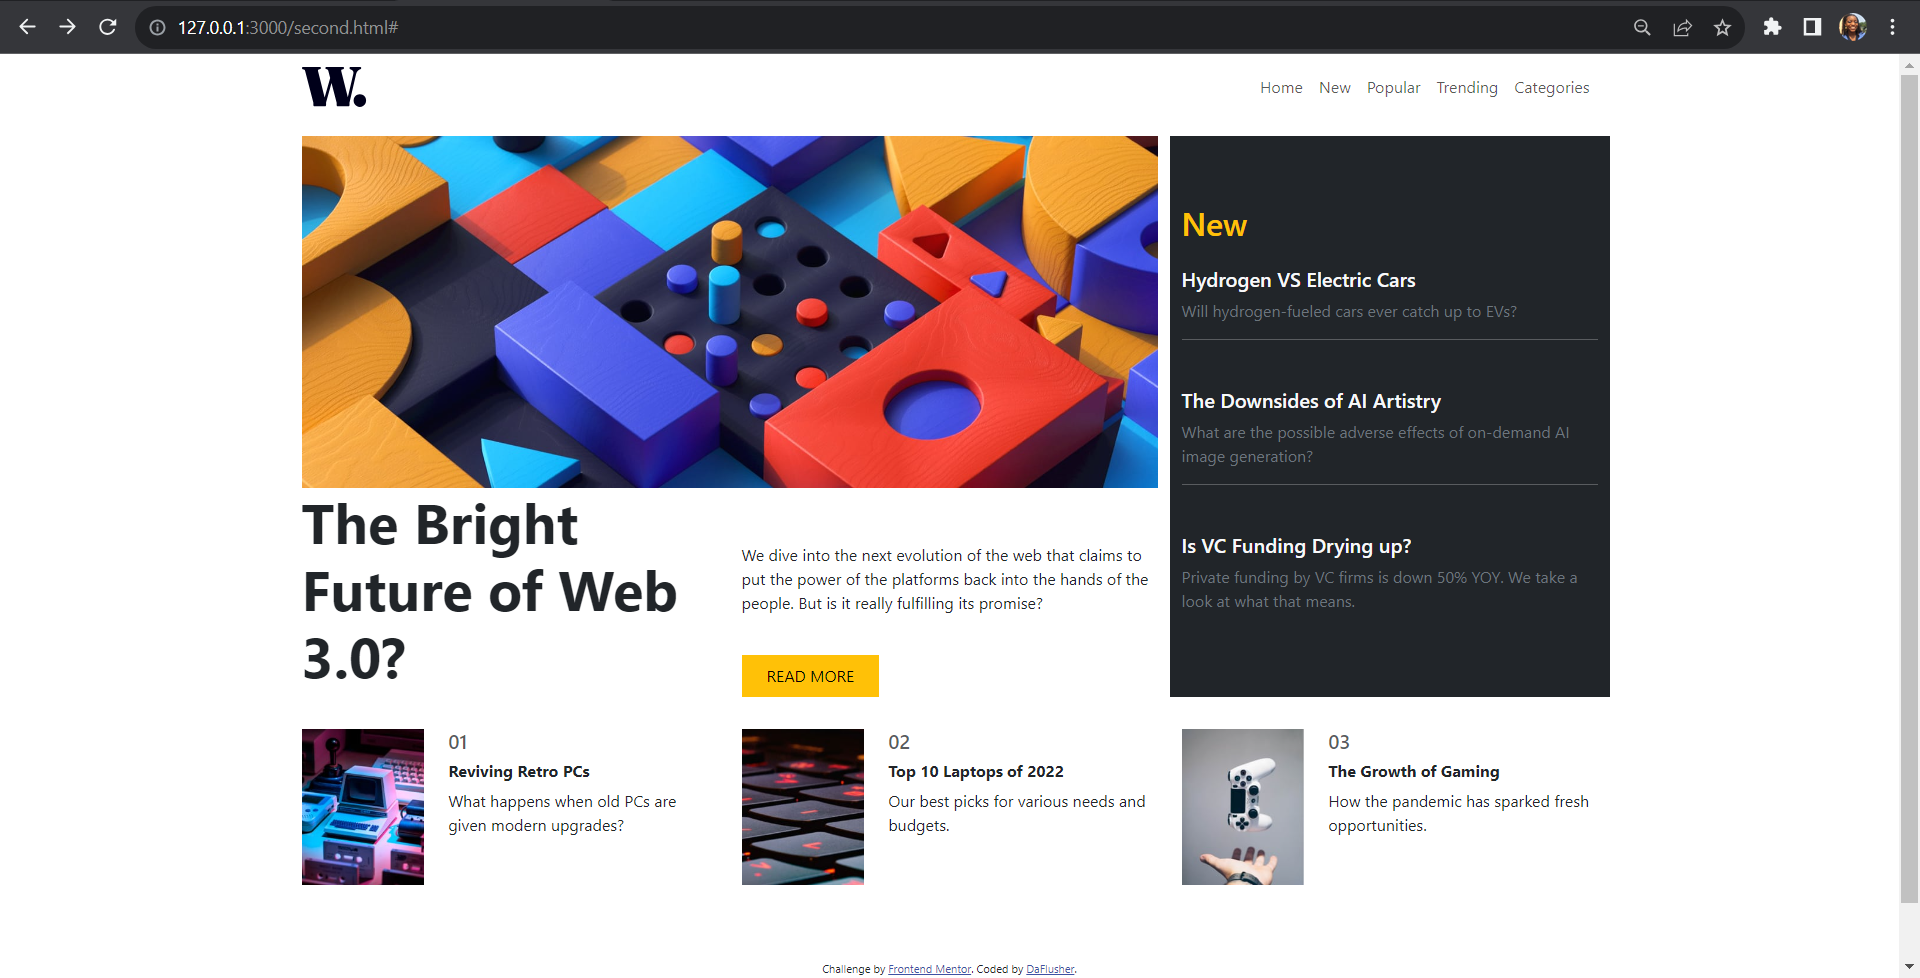 127.0.0.1:3000/second.html#
W.
Home New Popular Trending Categories
New
Hydrogen VS Electric Cars
Will hydrogen-fueled cars ever catch up to EVs?
The Downsides of AI Artistry
What are the possible adverse effects of on-demand AI
image generation?
Is VC Funding Drying up?
Private funding by VC firms is down 50% YOY. We take a
look at what that means.
The Bright
Future of Web
3.0?
We dive into the next evolution of the web that claims to
put the power of the platforms back into the hands of the
people. But is it really fulfilling its promise?
READ MORE
01
Reviving Retro PCs
What happens when old PCs are
given modern upgrades?
02
Top 10 Laptops of 2022
Our best picks for various needs and
budgets.
03
The Growth of Gaming
How the pandemic has sparked fresh
opportunities.
Challenge by Frontend Mentor. Coded by DaFlusher.